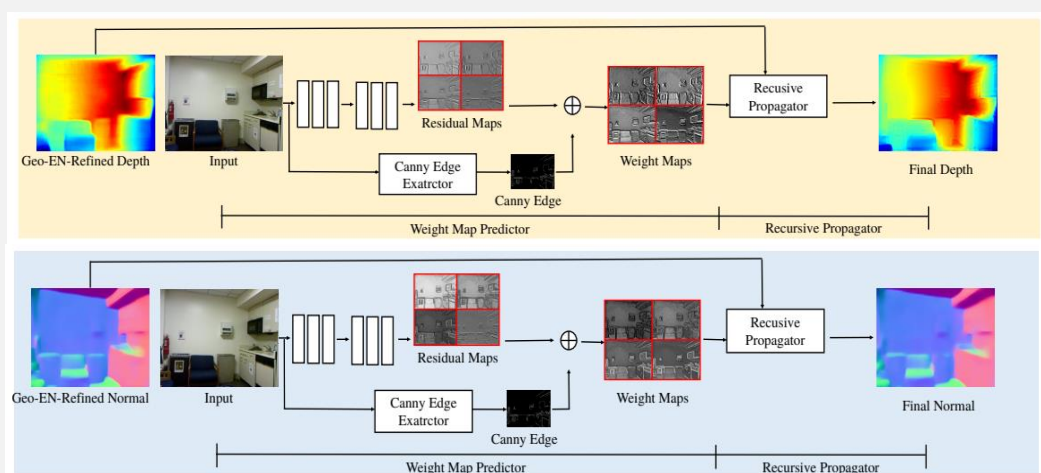 Geo-EN-Refined Depth
Input
Residual Maps
Canny Edge
Exatrctor
Canny Edge
Weight Maps
Recusive
Propagator
Final Depth
Weight Map Predictor
Recursive Propagator
Geo-EN-Refined Normal
Input
Residual Maps
Canny Edge
Exatrctor
Canny Edge
Weight Maps
Recusive
Propagator
Final Normal
Weight Map Predictor
Recursive Propagator